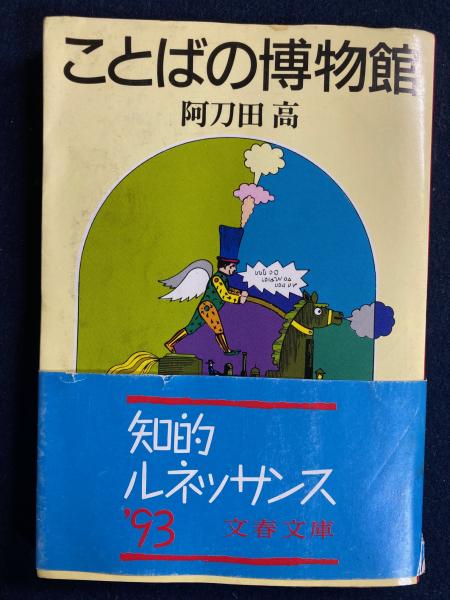 ことばの博物館
阿刀田 高
知的
ルネッサンス
'93 文春文庫